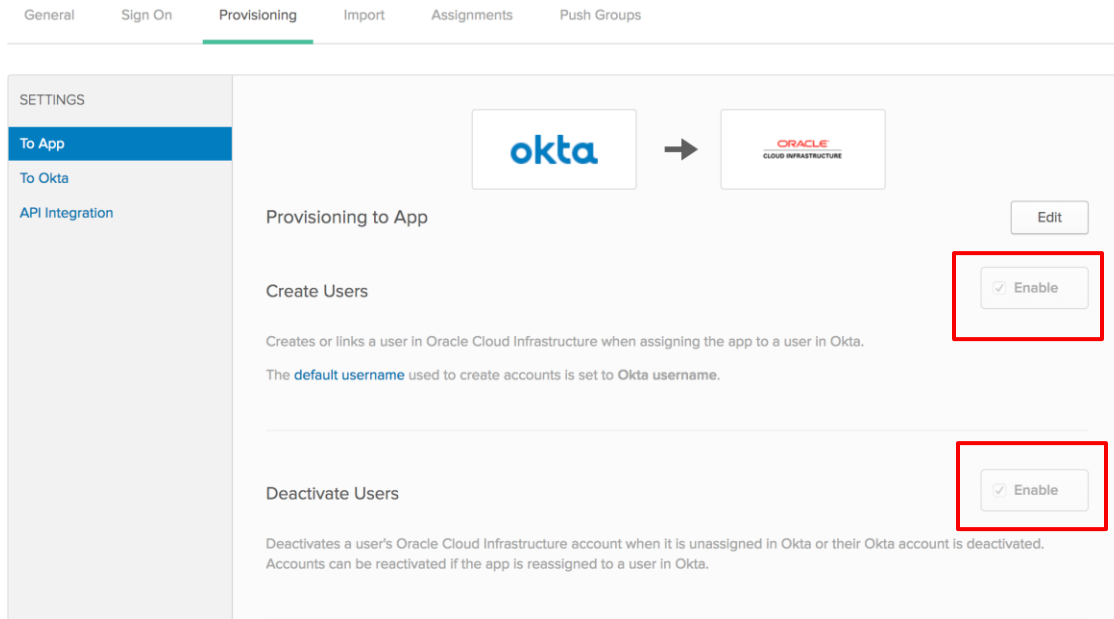 General Sign On Provisioning Import Assignments Push Groups
SETTINGS
To App
To Okta
API Integration
okta
ORACLE
CLOUD INFRASTRUCTURE
Provisioning to App
Edit
Create Users
Enable
Creates or links a user in Oracle Cloud Infrastructure when assigning the app to a user in Okta.
The default username used to create accounts is set to Okta username.
Deactivate Users
Enable
Deactivates a user's Oracle Cloud Infrastructure account when it is unassigned in Okta or their Okta account is deactivated.
Accounts can be reactivated if the app is reassigned to a user in Okta.